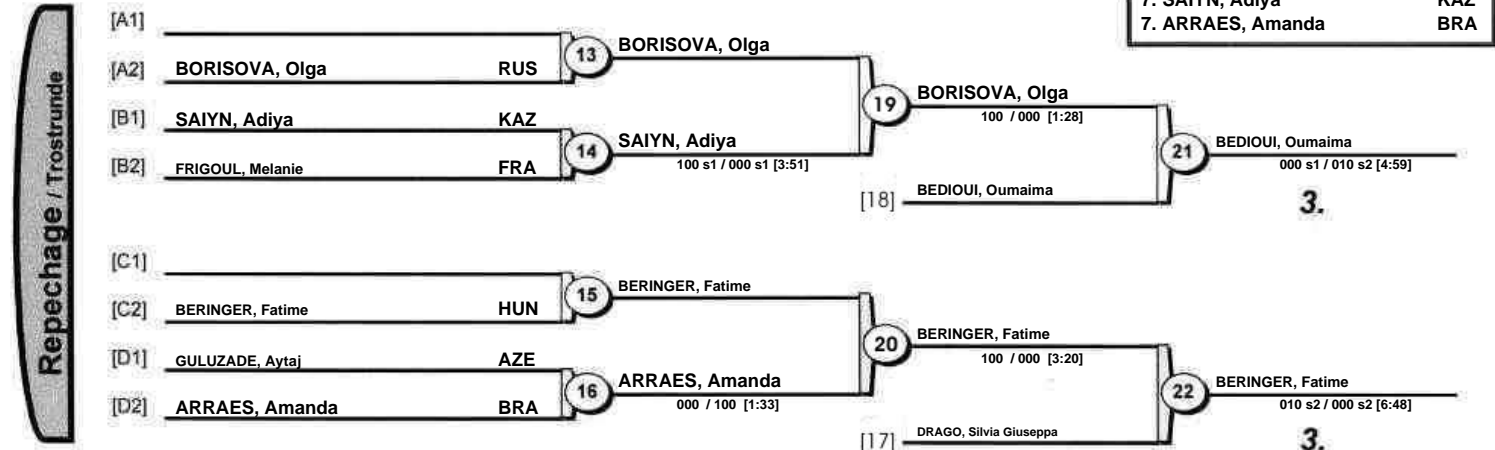 7. SAIYN, Adiya KAZ
7. ARRAES, Amanda BRA
Repechage / Trostrunde
[A1]
[A2] BORISOVA, Olga RUS
13
BORISOVA, Olga
[B1] SAIYN, Adiya KAZ
[B2] FRIGOUL, Melanie FRA
14
SAIYN, Adiya
100 s1 / 000 s1 [3:51]
19
BORISOVA, Olga
100 / 000 [1:28]
[18] BEDIOUI, Oumaima
21
BEDIOUI, Oumaima
000 s1 / 010 s2 [4:59]
3.
[C1]
[C2] BERINGER, Fatime HUN
15
BERINGER, Fatime
[D1] GULUZADE, Aytaj AZE
[D2] ARRAES, Amanda BRA
16
ARRAES, Amanda
000 / 100 [1:33]
20
BERINGER, Fatime
100 / 000 [3:20]
[17] DRAGO, Silvia Giuseppa
22
BERINGER, Fatime
010 s2 / 000 s2 [6:48]
3.